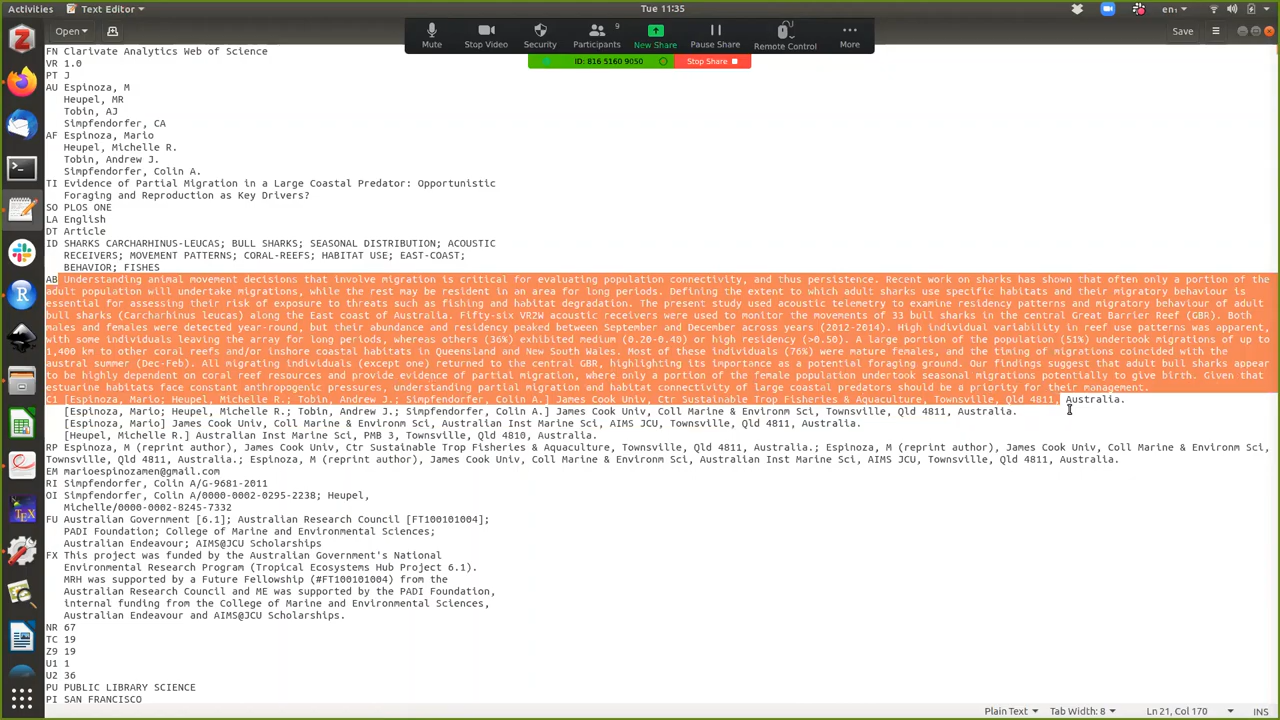 Activities Text Editor Tue 11:35 en₁
Open Mute Stop Video Security Participants 9 New Share Pause Share Remote Control More Save
ID: 816 5160 9050 Stop Share
FN Clarivate Analytics Web of Science
VR 1.0
PT J
AU Espinoza, M
Heupel, MR
Tobin, AJ
Simpfendorfer, CA
AF Espinoza, Mario
Heupel, Michelle R.
Tobin, Andrew J.
Simpfendorfer, Colin A.
TI Evidence of Partial Migration in a Large Coastal Predator: Opportunistic
Foraging and Reproduction as Key Drivers?
SO PLOS ONE
LA English
DT Article
ID SHARKS CARCHARHINUS-LEUCAS; BULL SHARKS; SEASONAL DISTRIBUTION; ACOUSTIC
RECEIVERS; MOVEMENT PATTERNS; CORAL-REEFS; HABITAT USE; EAST-COAST;
BEHAVIOR; FISHES
AB Understanding animal movement decisions that involve migration is critical for evaluating population connectivity, and thus persistence. Recent work on sharks has shown that often only a portion of the
adult population will undertake migrations, while the rest may be resident in an area for long periods. Defining the extent to which adult sharks use specific habitats and their migratory behaviour is
essential for assessing their risk of exposure to threats such as fishing and habitat degradation. The present study used acoustic telemetry to examine residency patterns and migratory behaviour of adult
bull sharks (Carcharhinus leucas) along the East coast of Australia. Fifty-six VR2W acoustic receivers were used to monitor the movements of 33 bull sharks in the central Great Barrier Reef (GBR). Both
males and females were detected year-round, but their abundance and residency peaked between September and December across years (2012-2014). High individual variability in reef use patterns was apparent,
with some individuals leaving the array for long periods, whereas others (36%) exhibited medium (0.20-0.40) or high residency (>0.50). A large portion of the population (51%) undertook migrations of up to
1,400 km to other coral reefs and/or inshore coastal habitats in Queensland and New South Wales. Most of these individuals (76%) were mature females, and the timing of migrations coincided with the
austral summer (Dec-Feb). All migrating individuals (except one) returned to the central GBR, highlighting its importance as a potential foraging ground. Our findings suggest that adult bull sharks appear
to be highly dependent on coral reef resources and provide evidence of partial migration, where only a portion of the female population undertook seasonal migrations potentially to give birth. Given that
estuarine habitats face constant anthropogenic pressures, understanding partial migration and habitat connectivity of large coastal predators should be a priority for their management.
C1 [Espinoza, Mario; Heupel, Michelle R.; Tobin, Andrew J.; Simpfendorfer, Colin A.] James Cook Univ, Ctr Sustainable Trop Fisheries & Aquaculture, Townsville, Qld 4811, Australia.
[Espinoza, Mario; Heupel, Michelle R.; Tobin, Andrew J.; Simpfendorfer, Colin A.] James Cook Univ, Coll Marine & Environm Sci, Townsville, Qld 4811, Australia.
[Espinoza, Mario] James Cook Univ, Coll Marine & Environm Sci, Australian Inst Marine Sci, AIMS JCU, Townsville, Qld 4811, Australia.
[Heupel, Michelle R.] Australian Inst Marine Sci, PMB 3, Townsville, Qld 4810, Australia.
RP Espinoza, M (reprint author), James Cook Univ, Ctr Sustainable Trop Fisheries & Aquaculture, Townsville, Qld 4811, Australia.; Espinoza, M (reprint author), James Cook Univ, Coll Marine & Environm Sci,
Townsville, Qld 4811, Australia.; Espinoza, M (reprint author), James Cook Univ, Coll Marine & Environm Sci, Australian Inst Marine Sci, AIMS JCU, Townsville, Qld 4811, Australia.
EM marioespinozamen@gmail.com
RI Simpfendorfer, Colin A/G-9681-2011
OI Simpfendorfer, Colin A/0000-0002-0295-2238; Heupel,
Michelle/0000-0002-8245-7332
FU Australian Government [6.1]; Australian Research Council [FT100101004];
PADI Foundation; College of Marine and Environmental Sciences;
Australian Endeavour; AIMS@JCU Scholarships
FX This project was funded by the Australian Government's National
Environmental Research Program (Tropical Ecosystems Hub Project 6.1).
MRH was supported by a Future Fellowship (#FT100101004) from the
Australian Research Council and ME was supported by the PADI Foundation,
internal funding from the College of Marine and Environmental Sciences,
Australian Endeavour and AIMS@JCU Scholarships.
NR 67
TC 19
Z9 19
U1 1
U2 36
PU PUBLIC LIBRARY SCIENCE
PI SAN FRANCISCO
Plain Text Tab Width: 8 Ln 21, Col 170 INS